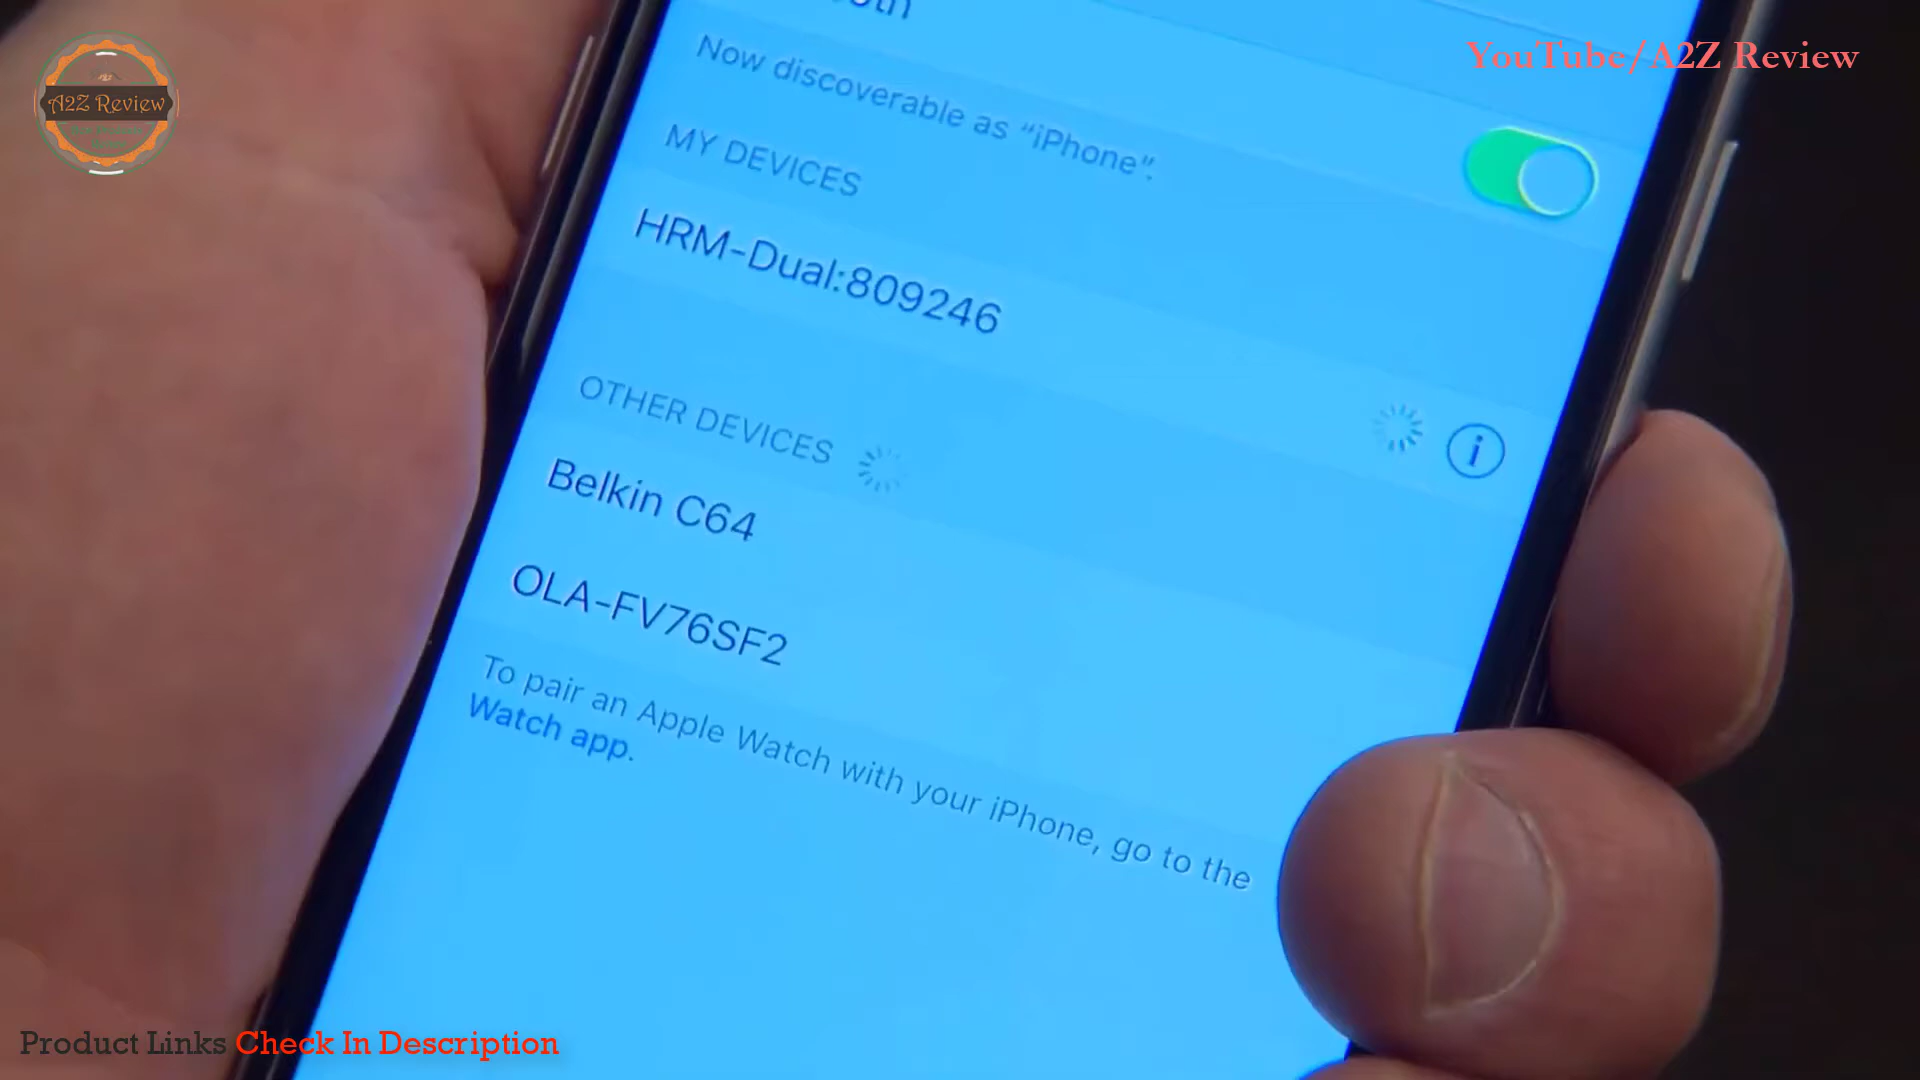 A2Z Review
YouTube/A2Z Review
Now discoverable as “iPhone”.
MY DEVICES
HRM-Dual:809246
OTHER DEVICES
i
Belkin C64
OLA-FV76SF2
To pair an Apple Watch with your iPhone, go to the
Watch app.
Product Links Check In Description